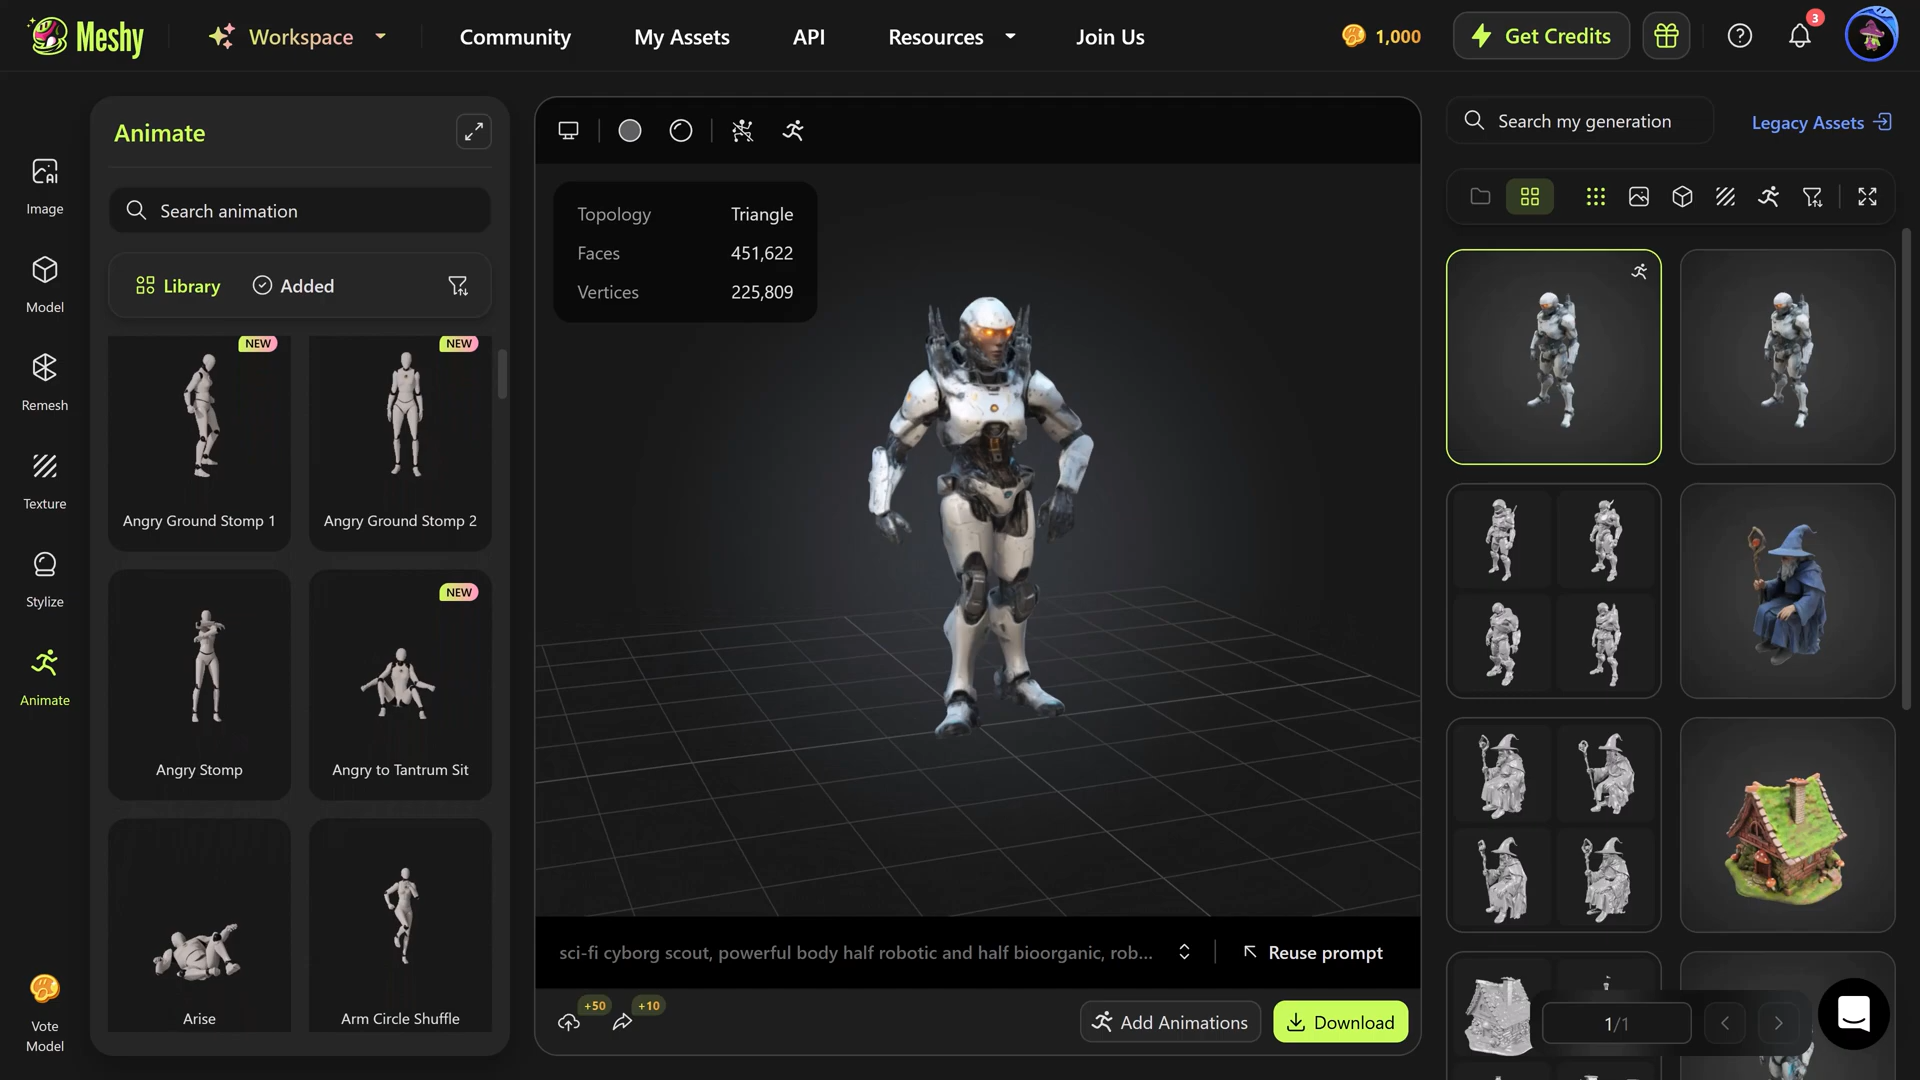 Meshy
Workspace
Community
My Assets
API
Resources
Join Us
1,000
Get Credits
3
Image
Model
Remesh
Texture
Stylize
Animate
Vote
Model
Animate
Search animation
Library
Added
NEW
NEW
Angry Ground Stomp 1
Angry Ground Stomp 2
NEW
Angry Stomp
Angry to Tantrum Sit
Arise
Arm Circle Shuffle
Topology Triangle
Faces 451,622
Vertices 225,809
sci-fi cyborg scout, powerful body half robotic and half bioorganic, rob...
Reuse prompt
+50
+10
Add Animations
Download
Search my generation
Legacy Assets
AI
1/1